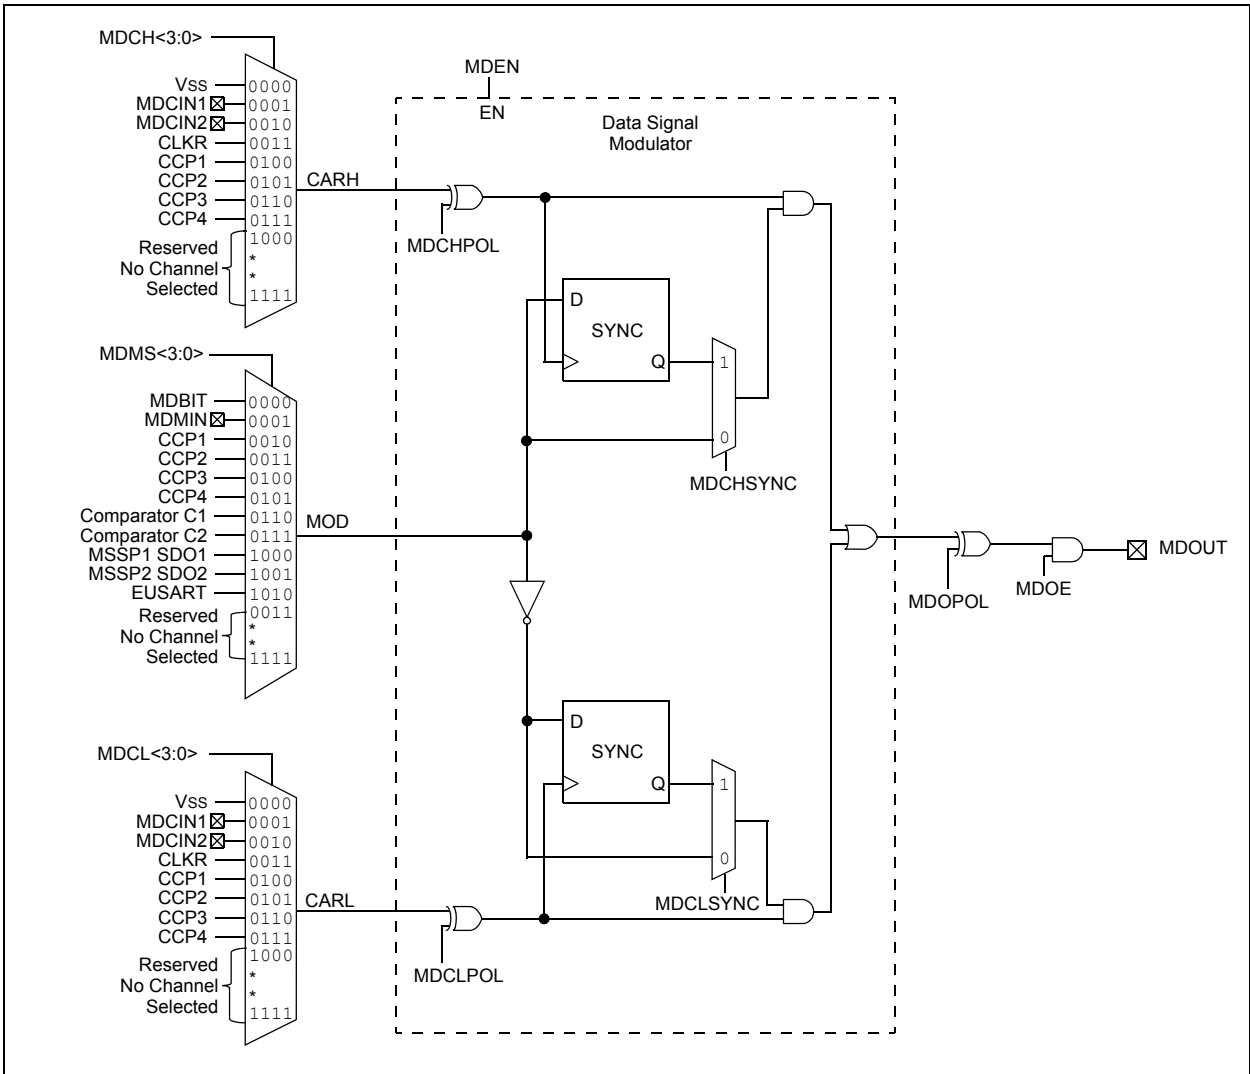 MDCH<3:0>
VSS
0000
MDCIN1
0001
MDCIN2
0010
CLKR
0011
CCP1
0100
CCP2
0101
CCP3
0110
CCP4
0111
Reserved
No Channel
Selected
1000
*
*
1111
CARH
MDEN
EN
Data Signal
Modulator
MDCHPOL
D
SYNC
Q
1
0
MDCHSYNC
MDMS<3:0>
MDBIT
0000
MDMIN
0001
CCP1
0010
CCP2
0011
CCP3
0100
CCP4
0101
Comparator C1
0110
Comparator C2
0111
MSSP1 SDO1
1000
MSSP2 SDO2
1001
EUSART
1010
Reserved
No Channel
Selected
0011
*
*
1111
MOD
MDOPOL
MDOE
MDOUT
D
SYNC
Q
1
0
MDCLSYNC
MDCL<3:0>
VSS
0000
MDCIN1
0001
MDCIN2
0010
CLKR
0011
CCP1
0100
CCP2
0101
CCP3
0110
CCP4
0111
Reserved
No Channel
Selected
1000
*
*
1111
CARL
MDCLPOL